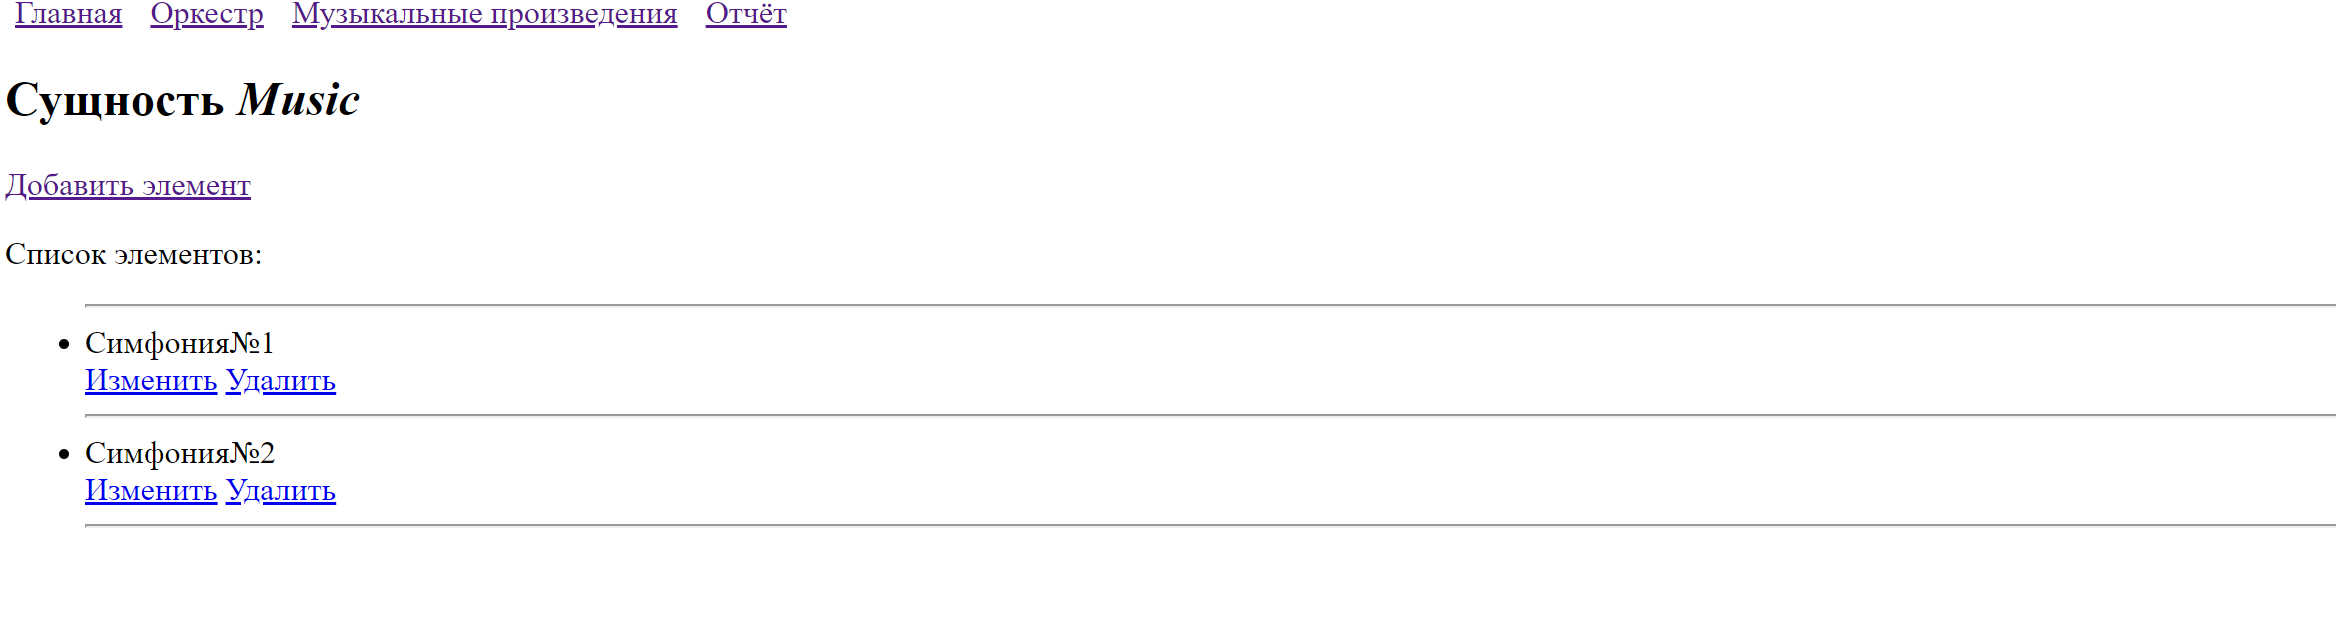 Главная Оркестр Музыкальные произведения Отчёт
Сущность Music
Добавить элемент
Список элементов:
Симфония№1
Изменить Удалить
Симфония№2
Изменить Удалить